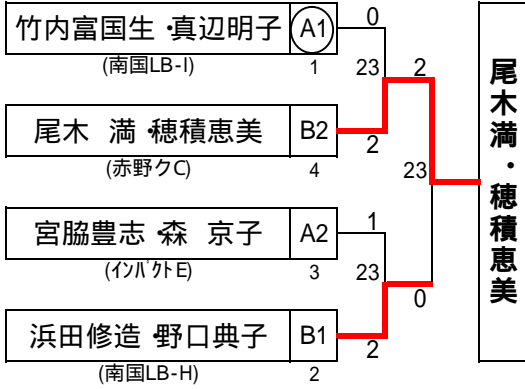 竹内富国生・真辺明子 A1 0
(南国LB-I) 1 23 2
尾木 満・穂積恵美 B2 2
(赤野クC) 4 23
宮脇豊志・森 京子 A2 1
(インパクトE) 3 23
浜田修造・野口典子 B1 2 0
(南国LB-H) 2
尾木満・穂積恵美